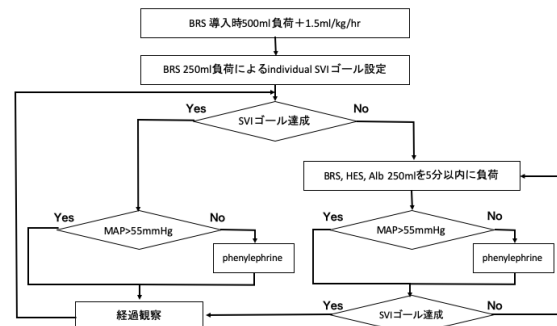 BRS 導入時500ml負荷＋1.5ml/kg/hr
BRS 250ml負荷によるindividual SVIゴール設定
Yes
No
SVIゴール達成
BRS, HES, Alb 250mlを5分以内に負荷
Yes
No
MAP>55mmHg
phenylephrine
Yes
No
MAP>55mmHg
phenylephrine
経過観察
Yes
No
SVIゴール達成